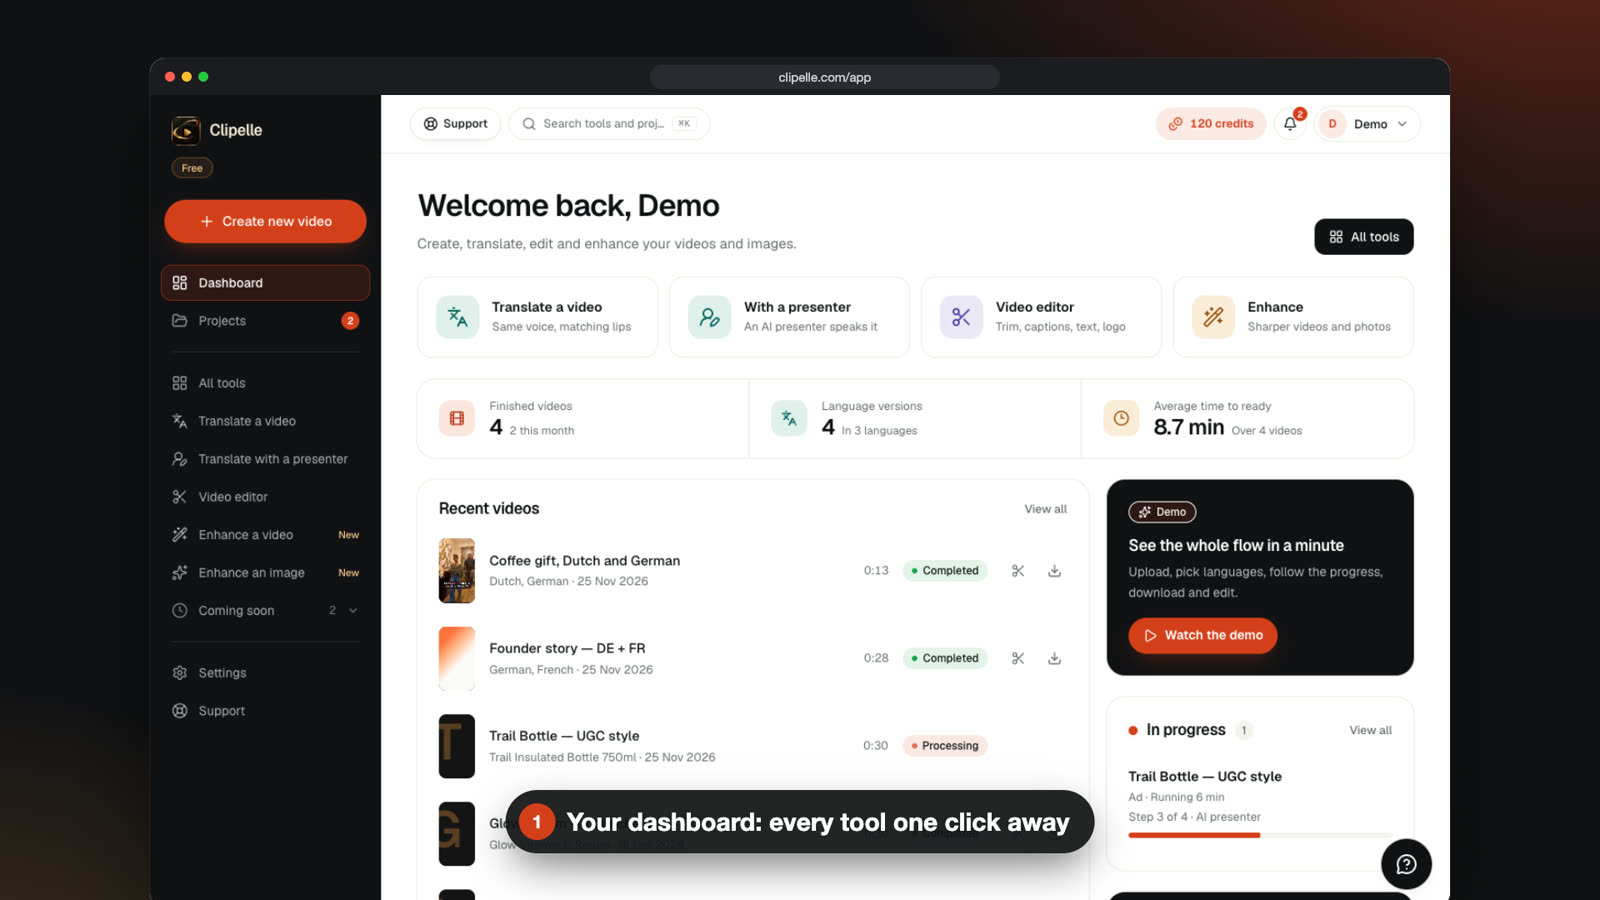 clipelle.com/app
Clipelle
Free
Create new video
Dashboard
Projects 2
All tools
Translate a video
Translate with a presenter
Video editor
Enhance a video New
Enhance an image New
Coming soon 2
Settings
Support
Support
Search tools and proj... ⌘K
120 credits
2
D Demo
Welcome back, Demo
Create, translate, edit and enhance your videos and images.
All tools
Translate a video
Same voice, matching lips
With a presenter
An AI presenter speaks it
Video editor
Trim, captions, text, logo
Enhance
Sharper videos and photos
Finished videos
4 2 this month
Language versions
4 In 3 languages
Average time to ready
8.7 min Over 4 videos
Recent videos View all
Coffee gift, Dutch and German
Dutch, German · 25 Nov 2026
0:13 Completed
Founder story — DE + FR
German, French · 25 Nov 2026
0:28 Completed
T
Trail Bottle — UGC style
Trail Insulated Bottle 750ml · 25 Nov 2026
0:30 Processing
G
Glow
1 Your dashboard: every tool one click away
Demo
See the whole flow in a minute
Upload, pick languages, follow the progress,
download and edit.
Watch the demo
In progress 1 View all
Trail Bottle — UGC style
Ad · Running 6 min
Step 3 of 4 · AI presenter